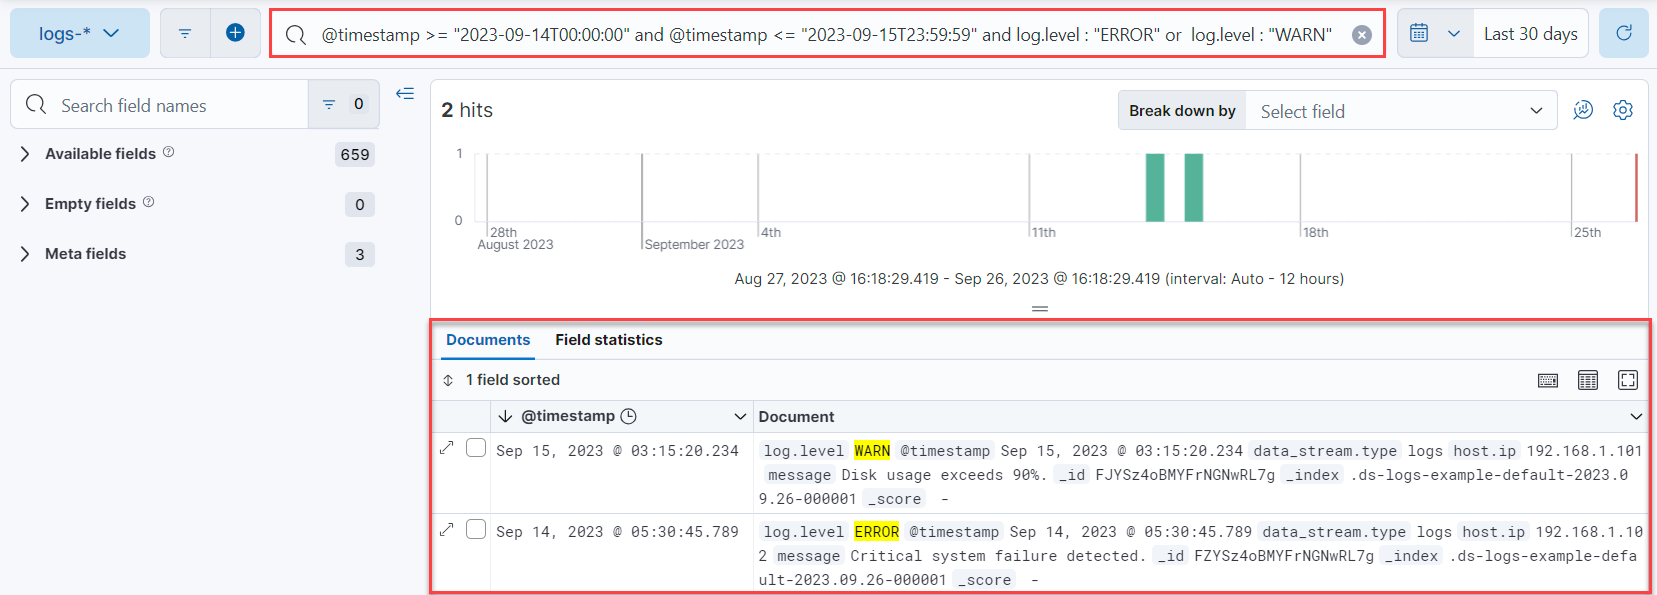 logs-*
@timestamp >= "2023-09-14T00:00:00" and @timestamp <= "2023-09-15T23:59:59" and log.level : "ERROR" or  log.level : "WARN"
Last 30 days
Search field names
0
Available fields
659
Empty fields
0
Meta fields
3
2 hits
Break down by
Select field
1
0
28th
August 2023
September 2023
4th
11th
18th
25th
Aug 27, 2023 @ 16:18:29.419 - Sep 26, 2023 @ 16:18:29.419 (interval: Auto - 12 hours)
Documents
Field statistics
1 field sorted
@timestamp
Document
Sep 15, 2023 @ 03:15:20.234
log.level WARN @timestamp Sep 15, 2023 @ 03:15:20.234 data_stream.type logs host.ip 192.168.1.101
message Disk usage exceeds 90%. _id FJYSz4oBMYFrNGNwRL7g _index .ds-logs-example-default-2023.0
9.26-000001 _score -
Sep 14, 2023 @ 05:30:45.789
log.level ERROR @timestamp Sep 14, 2023 @ 05:30:45.789 data_stream.type logs host.ip 192.168.1.10
2 message Critical system failure detected. _id FZYSz4oBMYFrNGNwRL7g _index .ds-logs-example-defa
ult-2023.09.26-000001 _score -